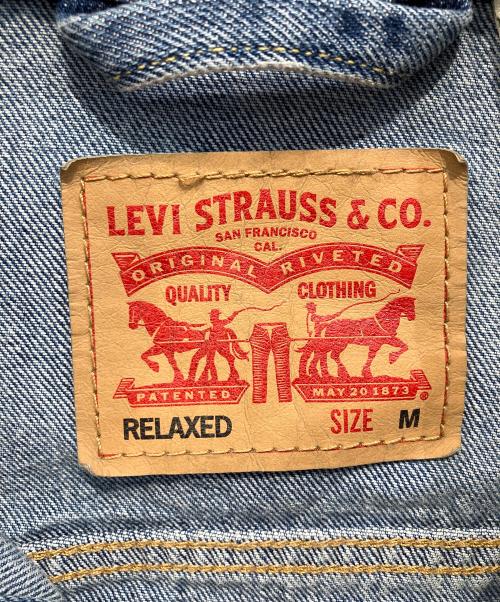 LEVI STRAUSS & CO.
SAN FRANCISCO
CAL.
ORIGINAL RIVETED
QUALITY CLOTHING
PATENTED MAY 20 1873 ®
RELAXED SIZE M